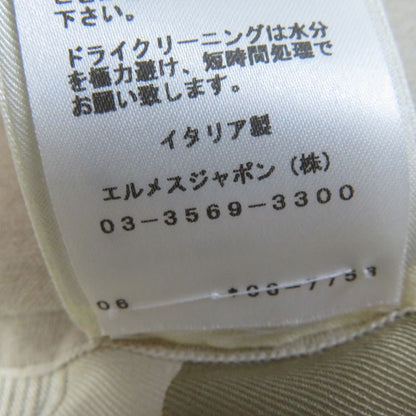 下さい。
ドライクリーニングは水分
を極力避け、短時間処理で
お願い致します。
イタリア製
エルメスジャポン（株）
03-3569-3300
06